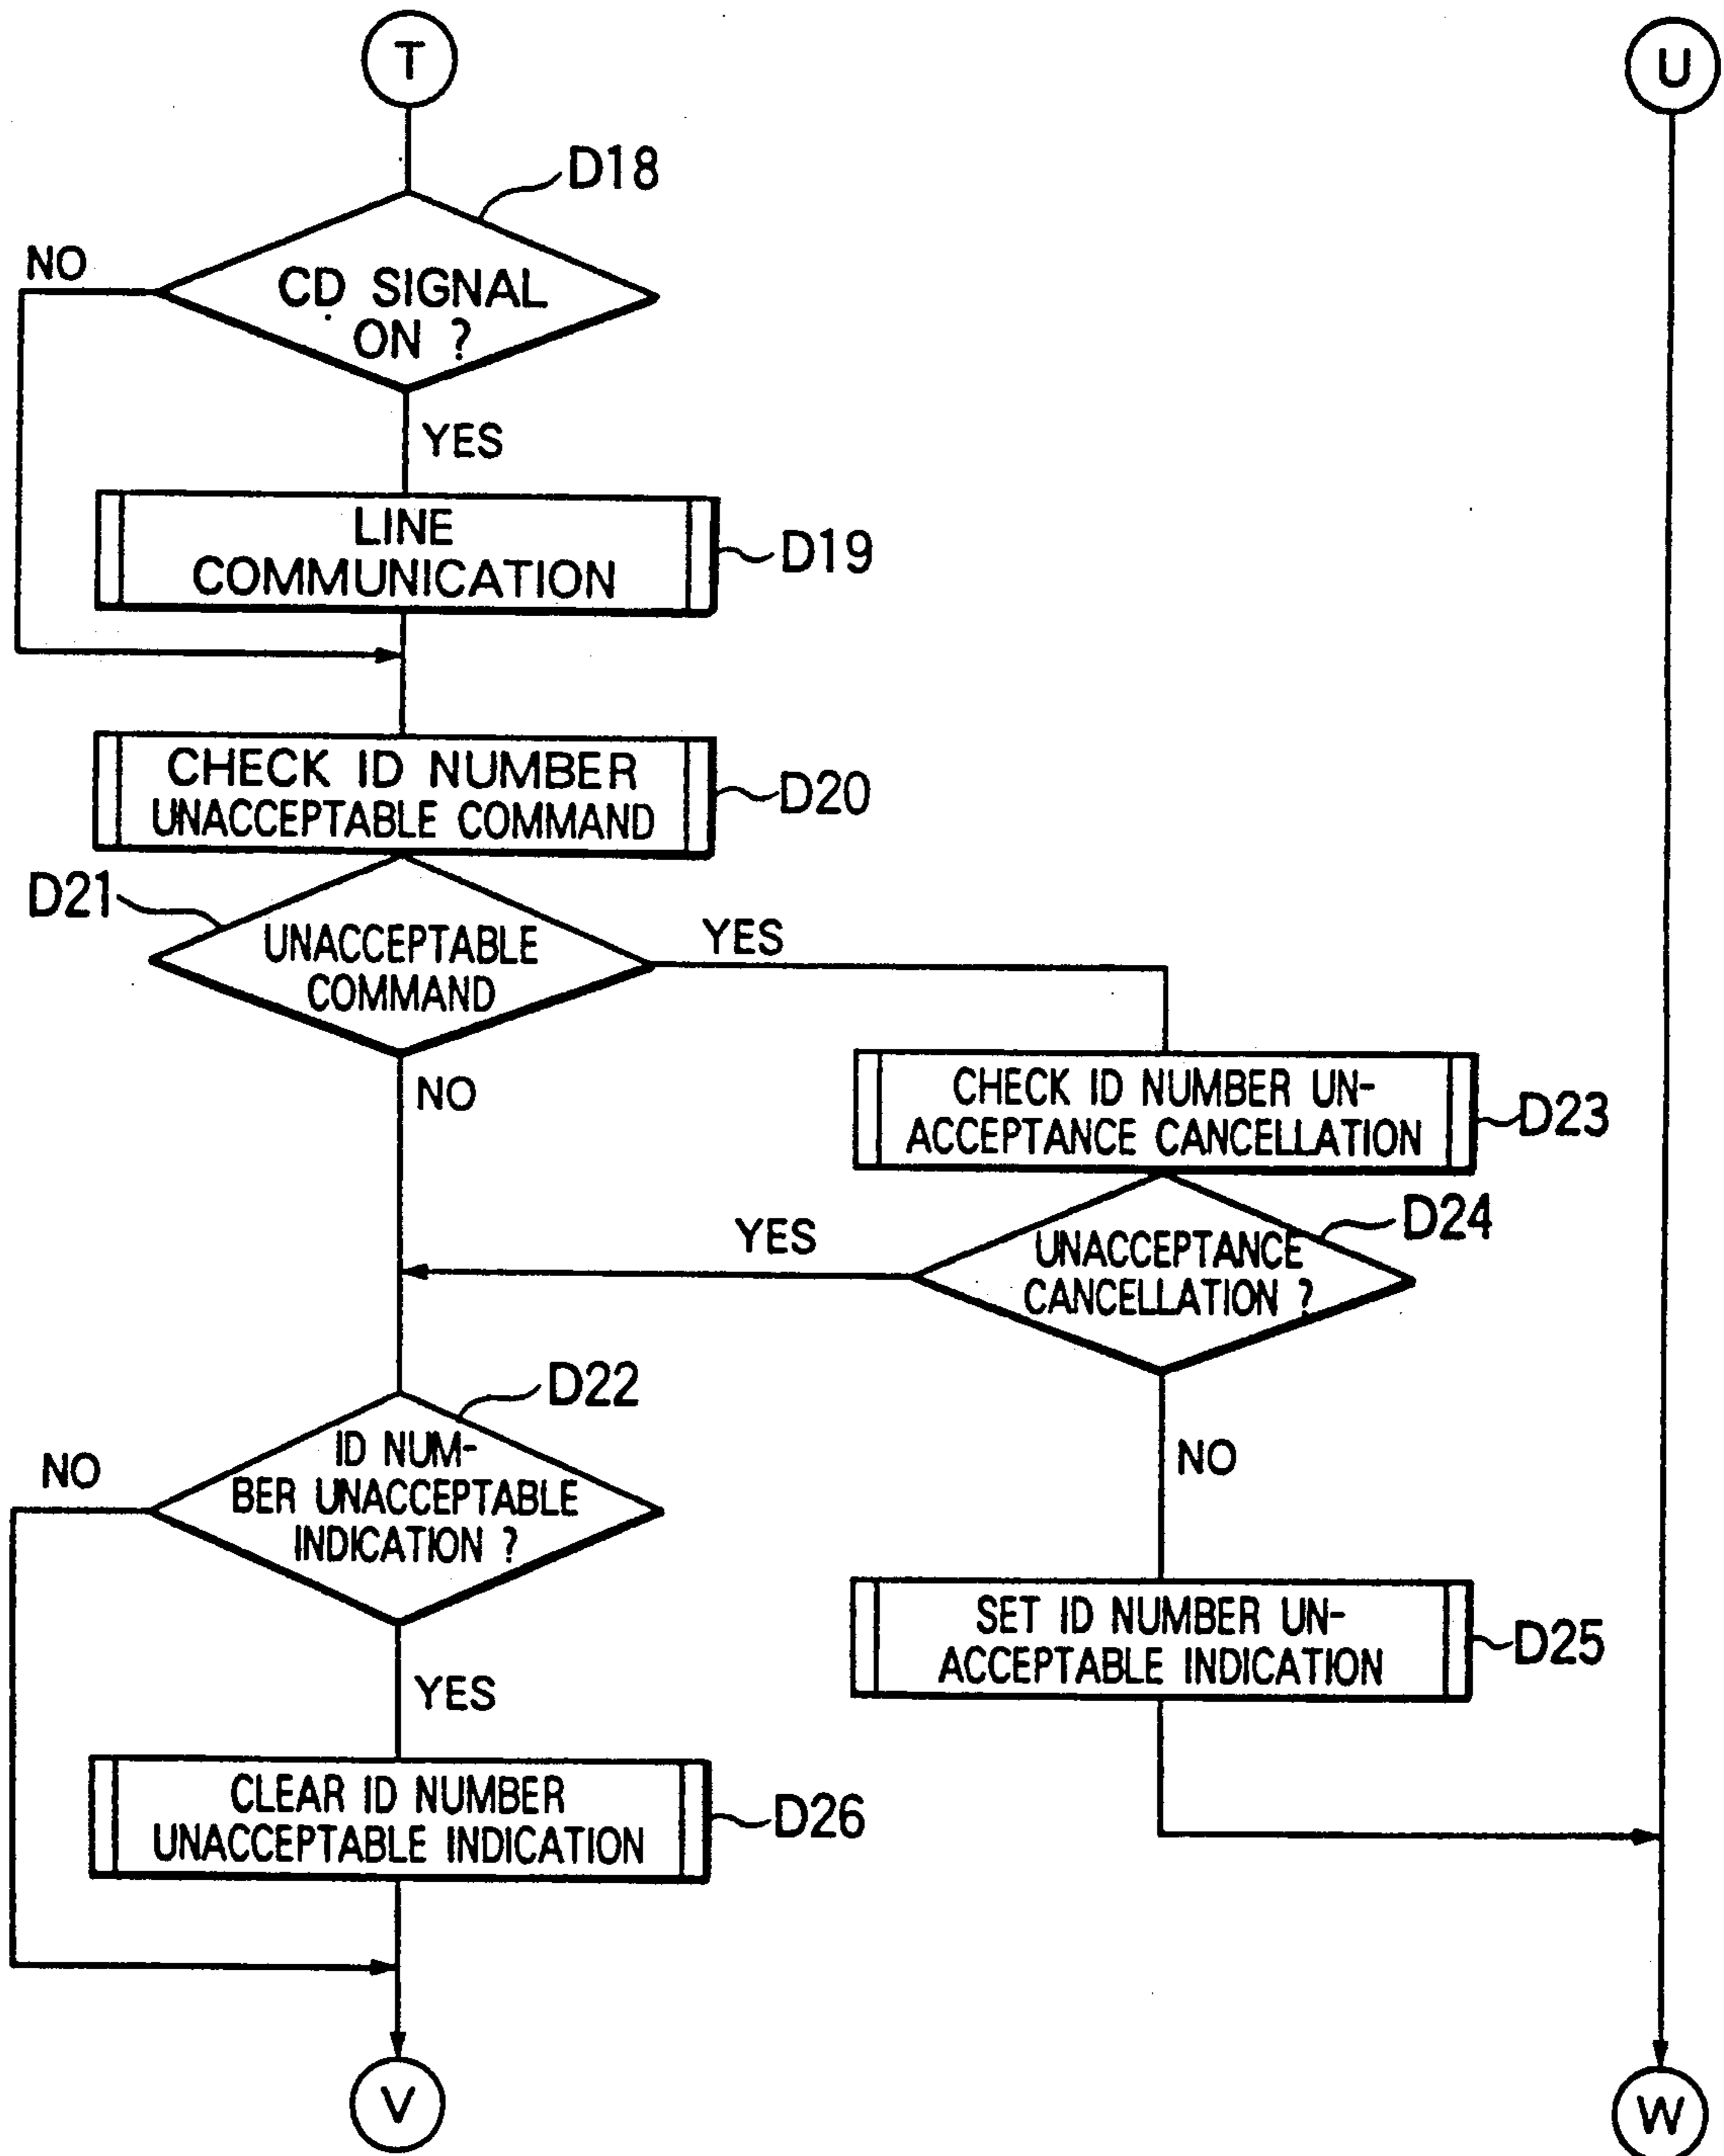 T
U
D18
NO
CD SIGNAL
ON ?
YES
LINE
COMMUNICATION
D19
CHECK ID NUMBER
UNACCEPTABLE COMMAND
D20
D21
UNACCEPTABLE
COMMAND
YES
NO
CHECK ID NUMBER UN-
ACCEPTANCE CANCELLATION
D23
D24
YES
UNACCEPTANCE
CANCELLATION ?
D22
NO
ID NUM-
BER UNACCEPTABLE
INDICATION ?
NO
SET ID NUMBER UN-
ACCEPTABLE INDICATION
D25
YES
CLEAR ID NUMBER
UNACCEPTABLE INDICATION
D26
V
W